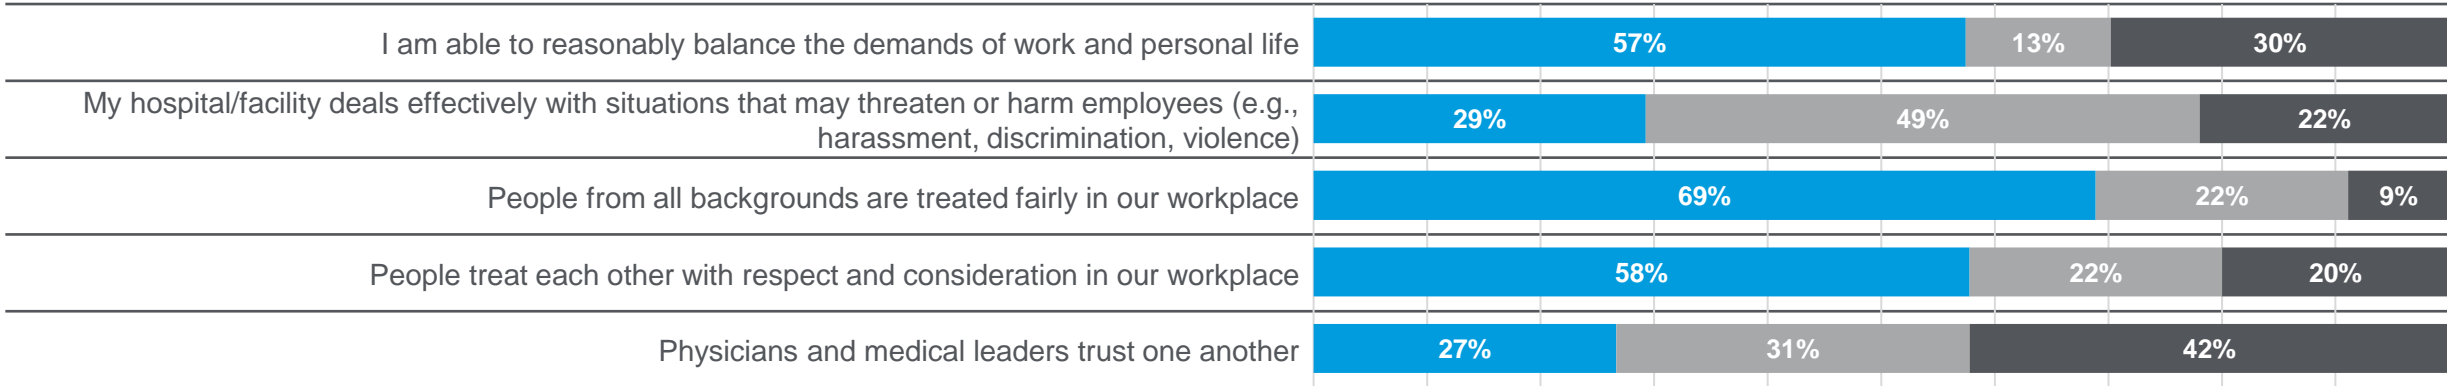 I am able to reasonably balance the demands of work and personal life 57% 13% 30%
My hospital/facility deals effectively with situations that may threaten or harm employees (e.g.,
harassment, discrimination, violence) 29% 49% 22%
People from all backgrounds are treated fairly in our workplace 69% 22% 9%
People treat each other with respect and consideration in our workplace 58% 22% 20%
Physicians and medical leaders trust one another 27% 31% 42%